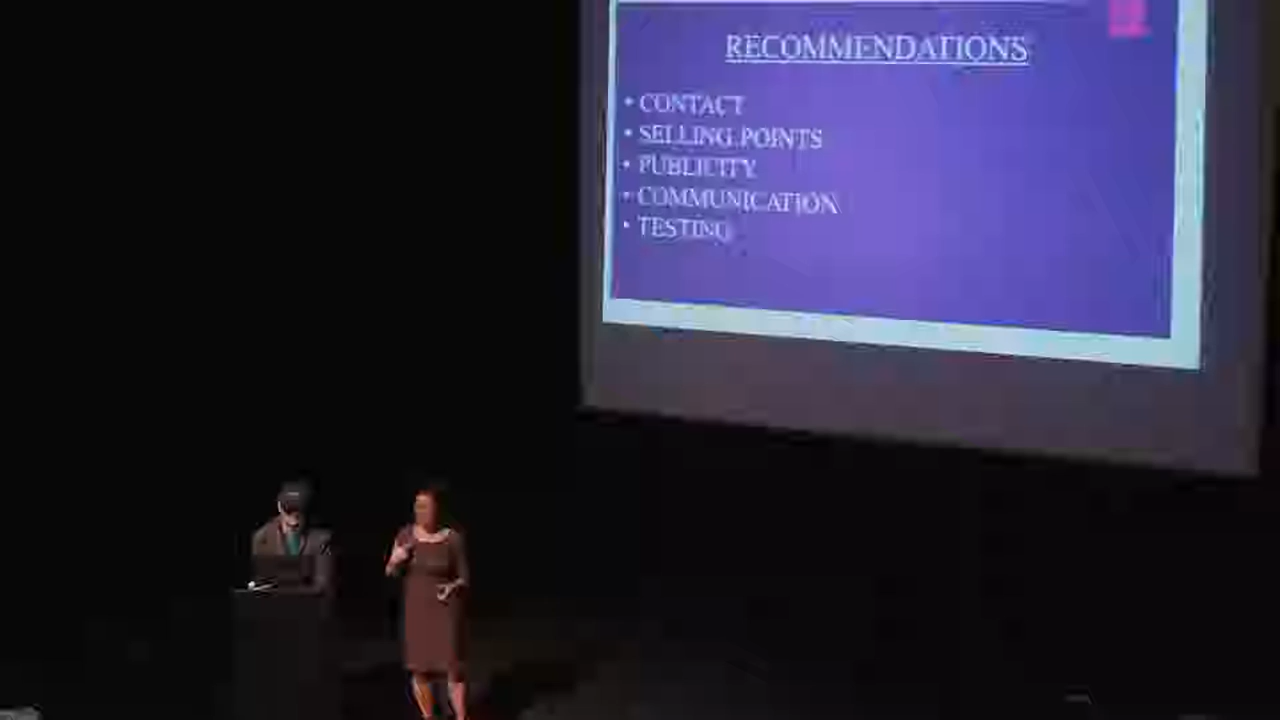 RECOMMENDATIONS
• CONTACT
• SELLING POINTS
• PUBLICITY
• COMMUNICATION
• TESTING